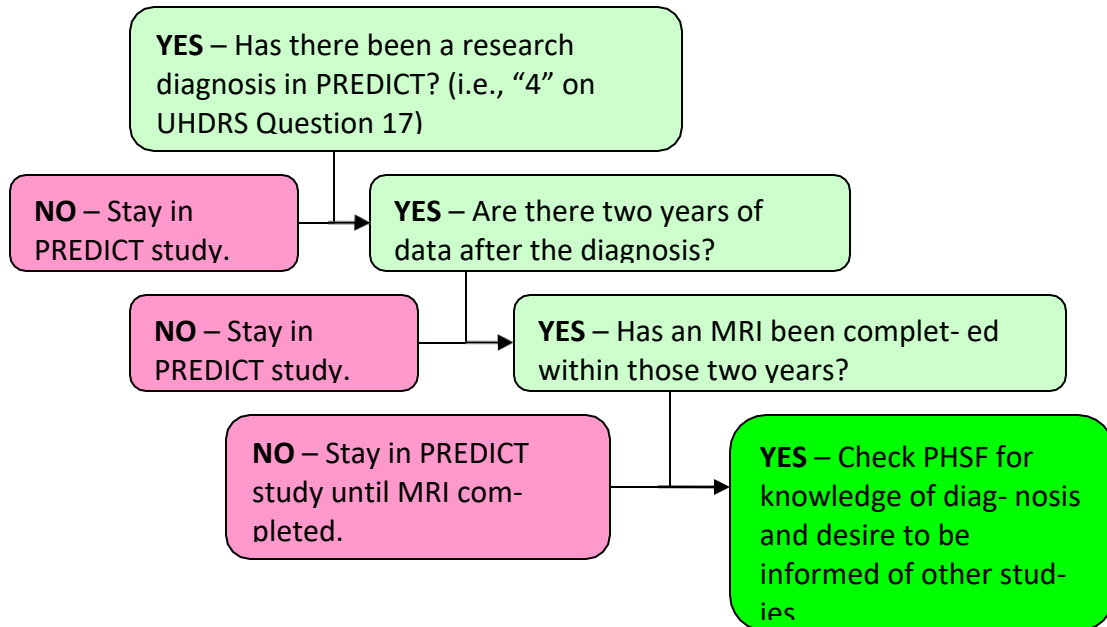 YES – Has there been a research
diagnosis in PREDICT? (i.e., “4” on
UHDRS Question 17)
NO – Stay in
PREDICT study.
YES – Are there two years of
data after the diagnosis?
NO – Stay in
PREDICT study.
YES – Has an MRI been complet- ed
within those two years?
NO – Stay in PREDICT
study until MRI com-
pleted.
YES – Check PHSF for
knowledge of diag- nosis
and desire to be
informed of other stud-
ies